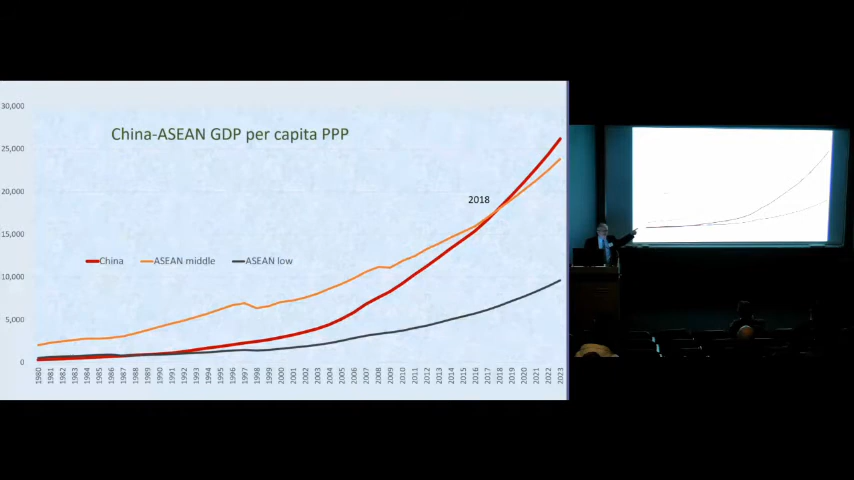 30,000
China-ASEAN GDP per capita PPP
25,000
2018
20,000
15,000
China ASEAN middle ASEAN low
10,000
5,000
0
1980 1981 1982 1983 1984 1985 1986 1987 1988 1989 1990 1991 1992 1993 1994 1995 1996 1997 1998 1999 2000 2001 2002 2003 2004 2005 2006 2007 2008 2009 2010 2011 2012 2013 2014 2015 2016 2017 2018 2019 2020 2021 2022 2023